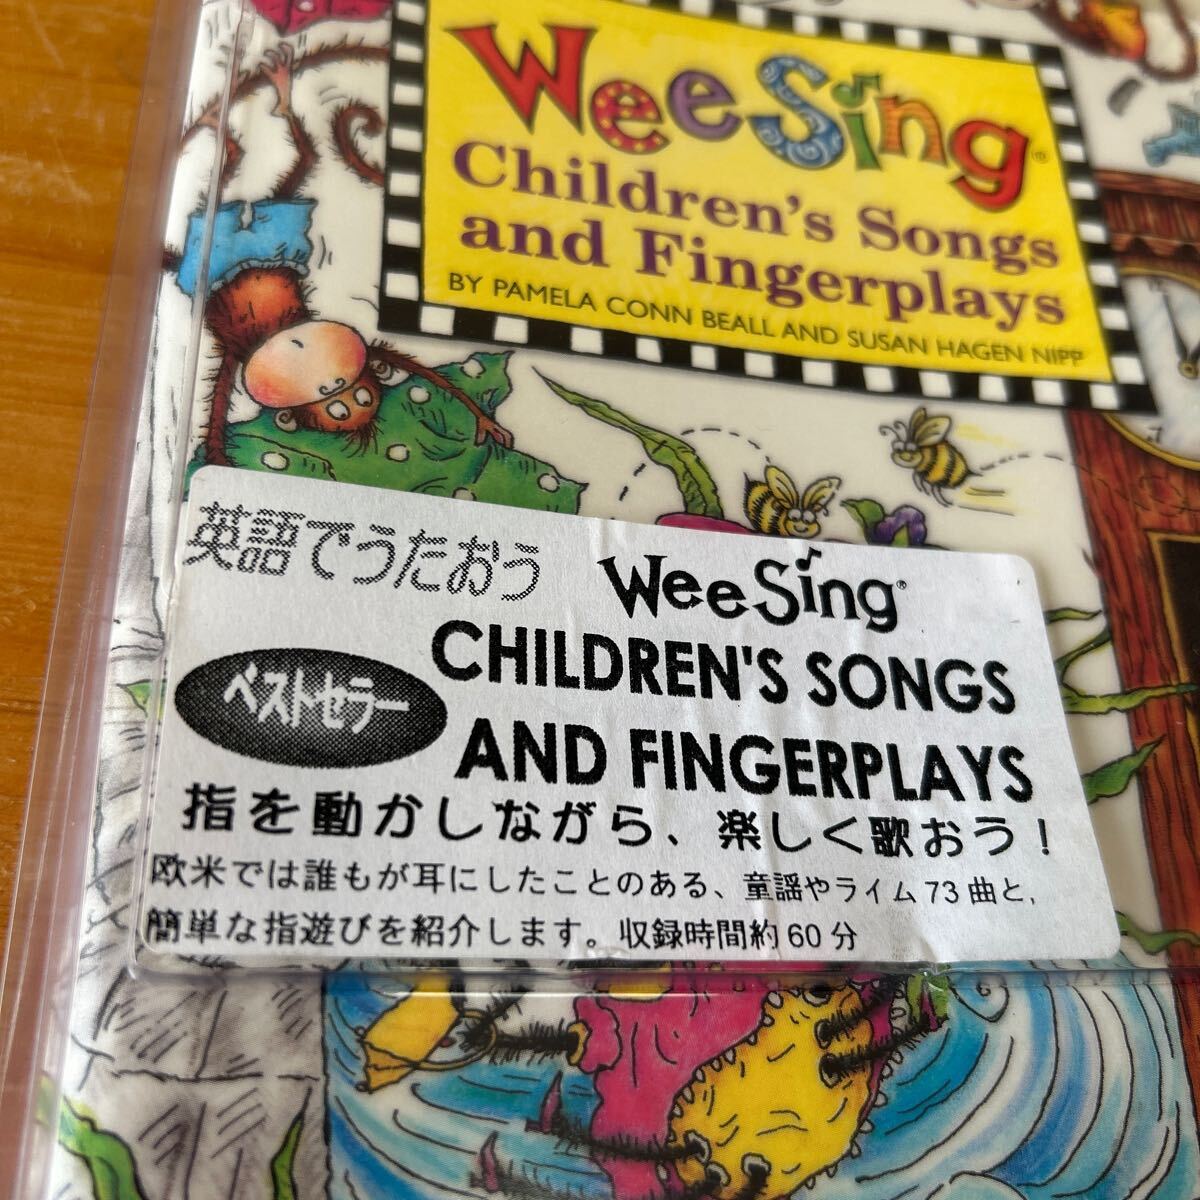 Wee Sing®
Children's Songs
and Fingerplays
BY PAMELA CONN BEALL AND SUSAN HAGEN NIPP
英語でうたおう Wee Sing®
ベストセラー
CHILDREN'S SONGS
AND FINGERPLAYS
指を動かしながら、楽しく歌おう！
欧米では誰もが耳にしたことのある、童謡やライム73曲と,
簡単な指遊びを紹介します。収録時間約60分